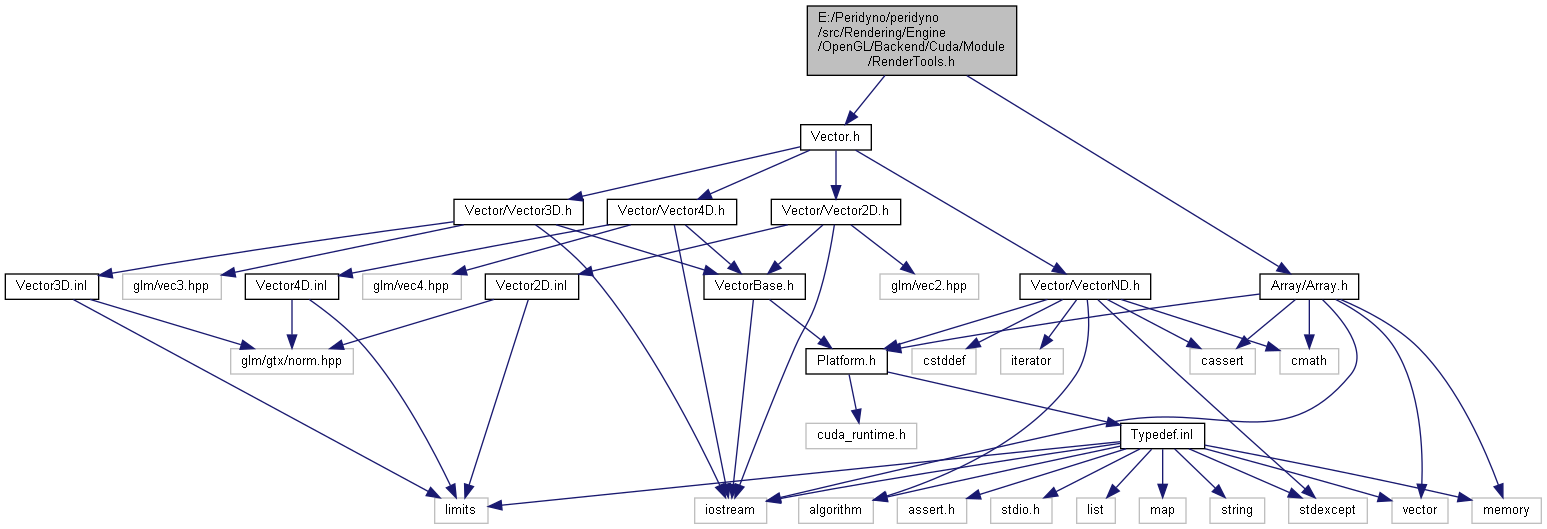 E:/Peridyno/peridyno
/src/Rendering/Engine
/OpenGL/Backend/Cuda/Module
/RenderTools.h
Vector.h
Vector/Vector3D.h
Vector/Vector4D.h
Vector/Vector2D.h
Vector3D.inl
glm/vec3.hpp
Vector4D.inl
glm/vec4.hpp
Vector2D.inl
VectorBase.h
glm/vec2.hpp
Vector/VectorND.h
Array/Array.h
glm/gtx/norm.hpp
Platform.h
cstddef
iterator
cassert
cmath
cuda_runtime.h
Typedef.inl
limits
iostream
algorithm
assert.h
stdio.h
list
map
string
stdexcept
vector
memory